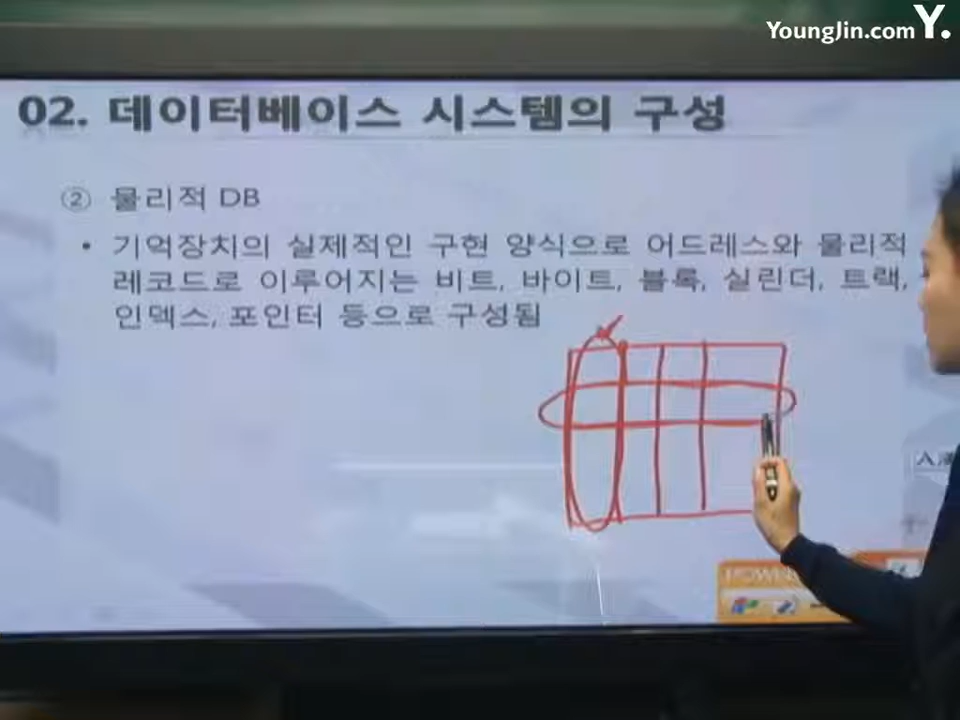 YoungJin.com Y.
02. 데이터베이스 시스템의 구성
② 물리적 DB
• 기억장치의 실제적인 구현 양식으로 어드레스와 물리적
레코드로 이루어지는 비트, 바이트, 블록, 실린더, 트랙,
인덱스, 포인터 등으로 구성됨